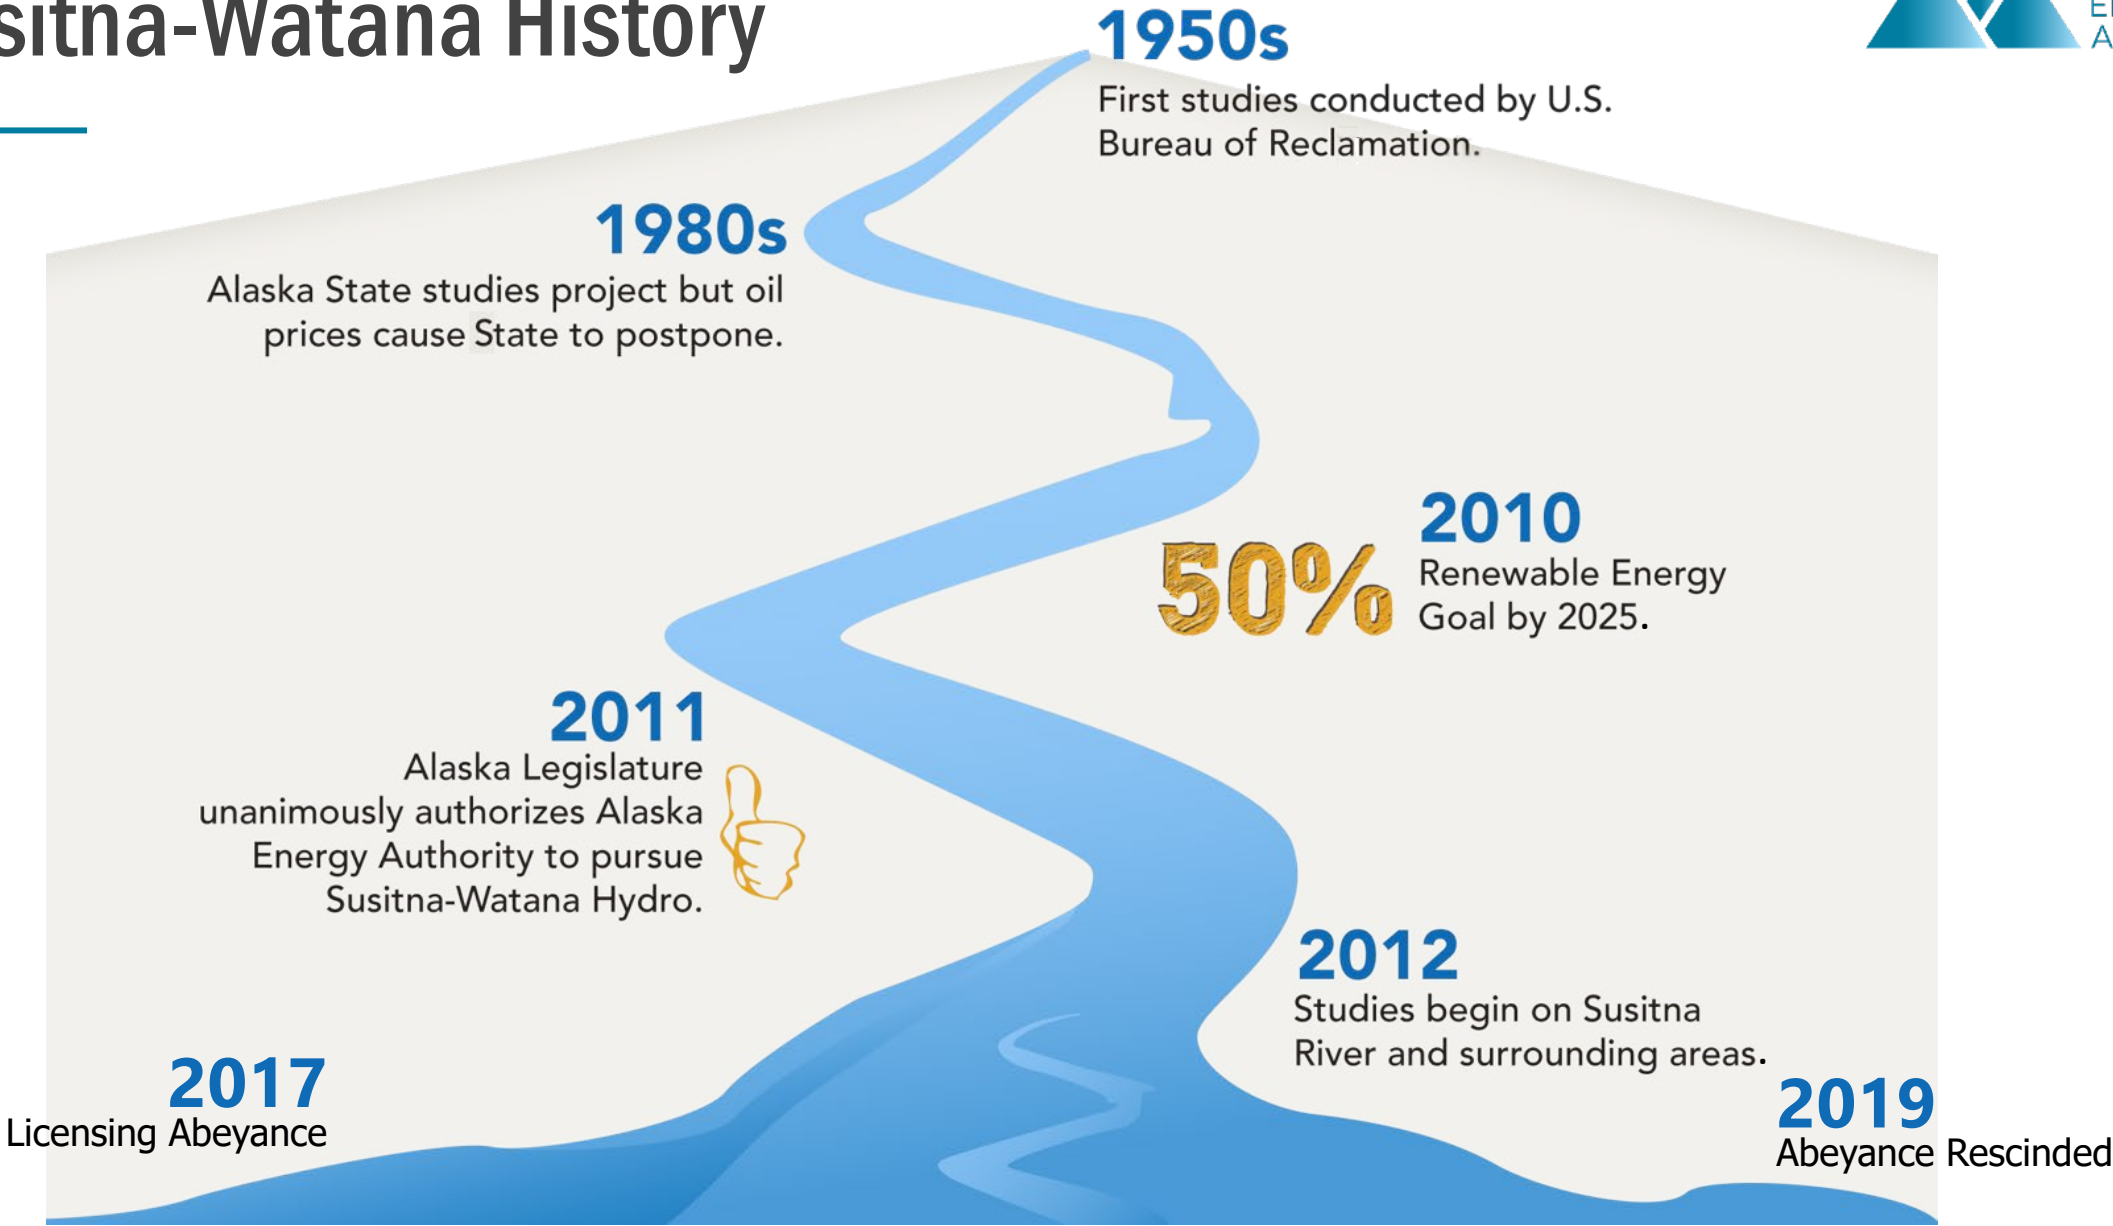 sitna-Watana History
1950s
First studies conducted by U.S.
Bureau of Reclamation.
1980s
Alaska State studies project but oil
prices cause State to postpone.
50%
2010
Renewable Energy
Goal by 2025.
2011
Alaska Legislature
unanimously authorizes Alaska
Energy Authority to pursue
Susitna-Watana Hydro.
2012
Studies begin on Susitna
River and surrounding areas.
2017
Licensing Abeyance
2019
Abeyance Rescinded